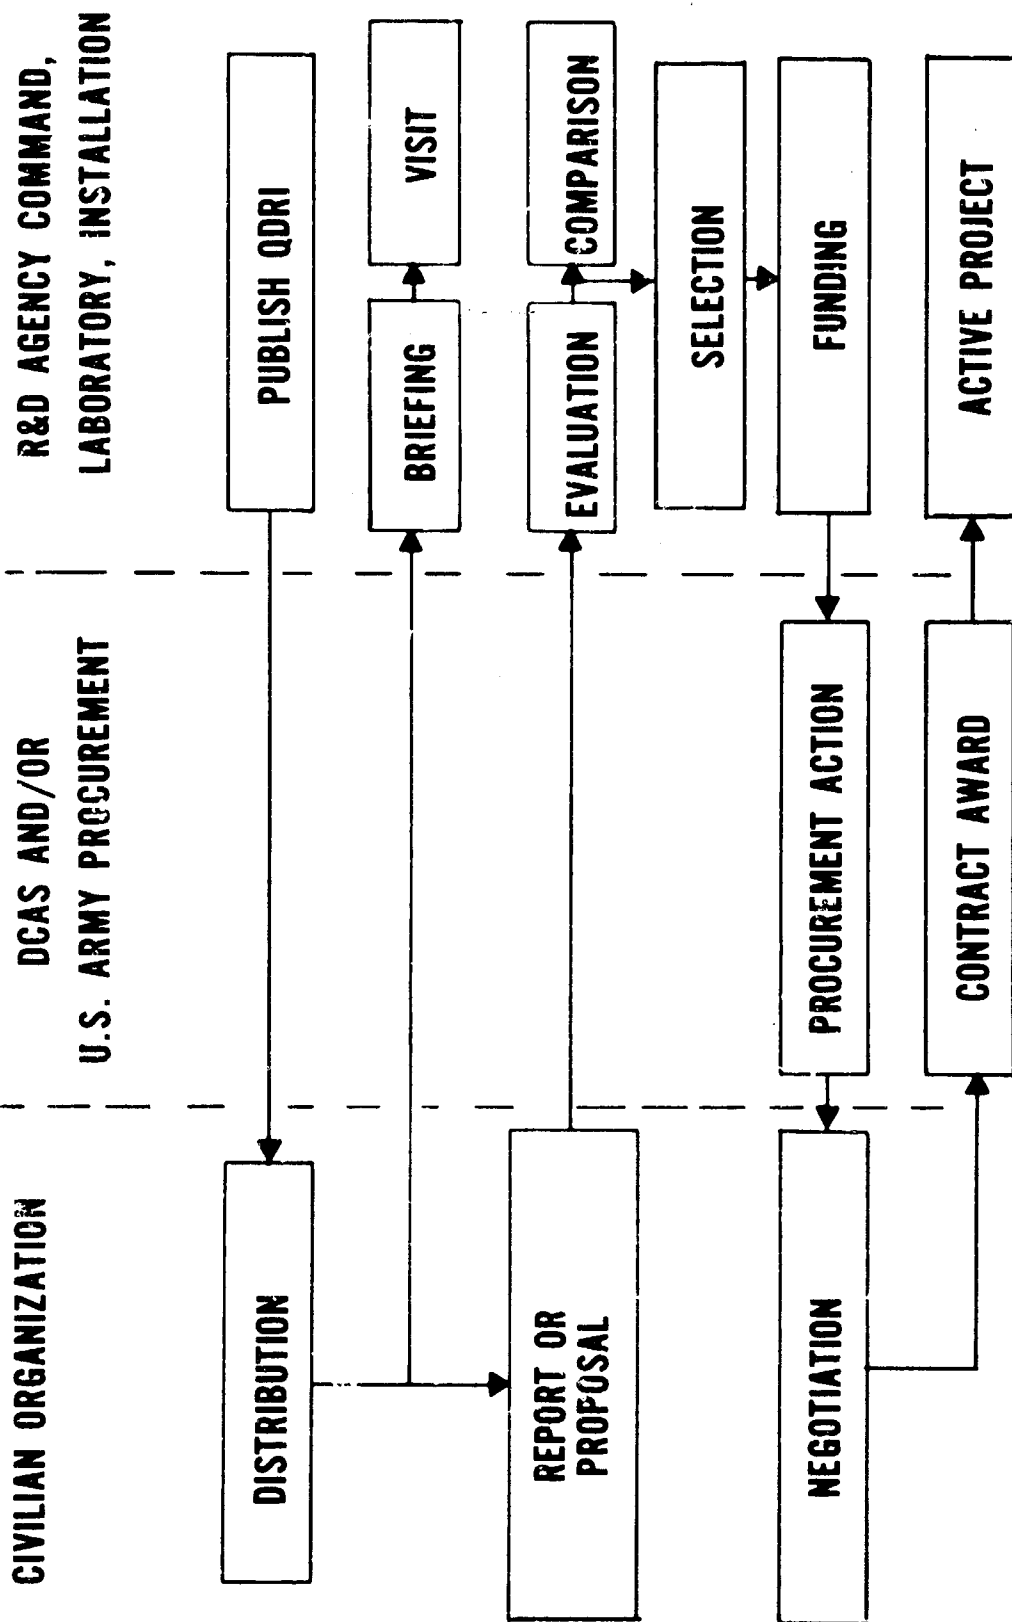 CIVILIAN ORGANIZATION
DCAS AND/OR
U.S. ARMY PROCUREMENT
R&D AGENCY COMMAND,
LABORATORY, INSTALLATION
DISTRIBUTION
PUBLISH QDRI
BRIEFING
VISIT
REPORT OR
PROPOSAL
EVALUATION
COMPARISON
SELECTION
NEGOTIATION
PROCUREMENT ACTION
FUNDING
CONTRACT AWARD
ACTIVE PROJECT